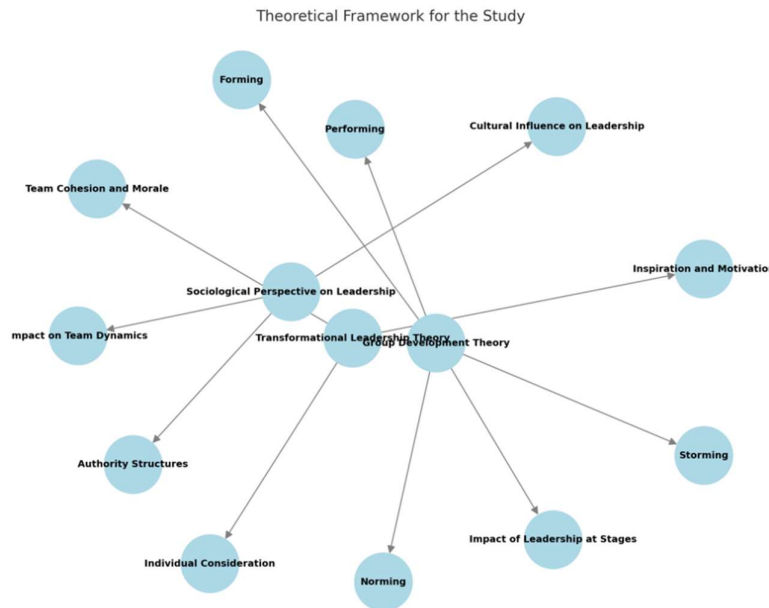 Theoretical Framework for the Study
Forming
Performing
Cultural Influence on Leadership
Team Cohesion and Morale
Inspiration and Motivatio
Sociological Perspective on Leadership
mpact on Team Dynamics
Transformational Leadership Theory
Group Development Theory
Storming
Authority Structures
Impact of Leadership at Stages
Individual Consideration
Norming